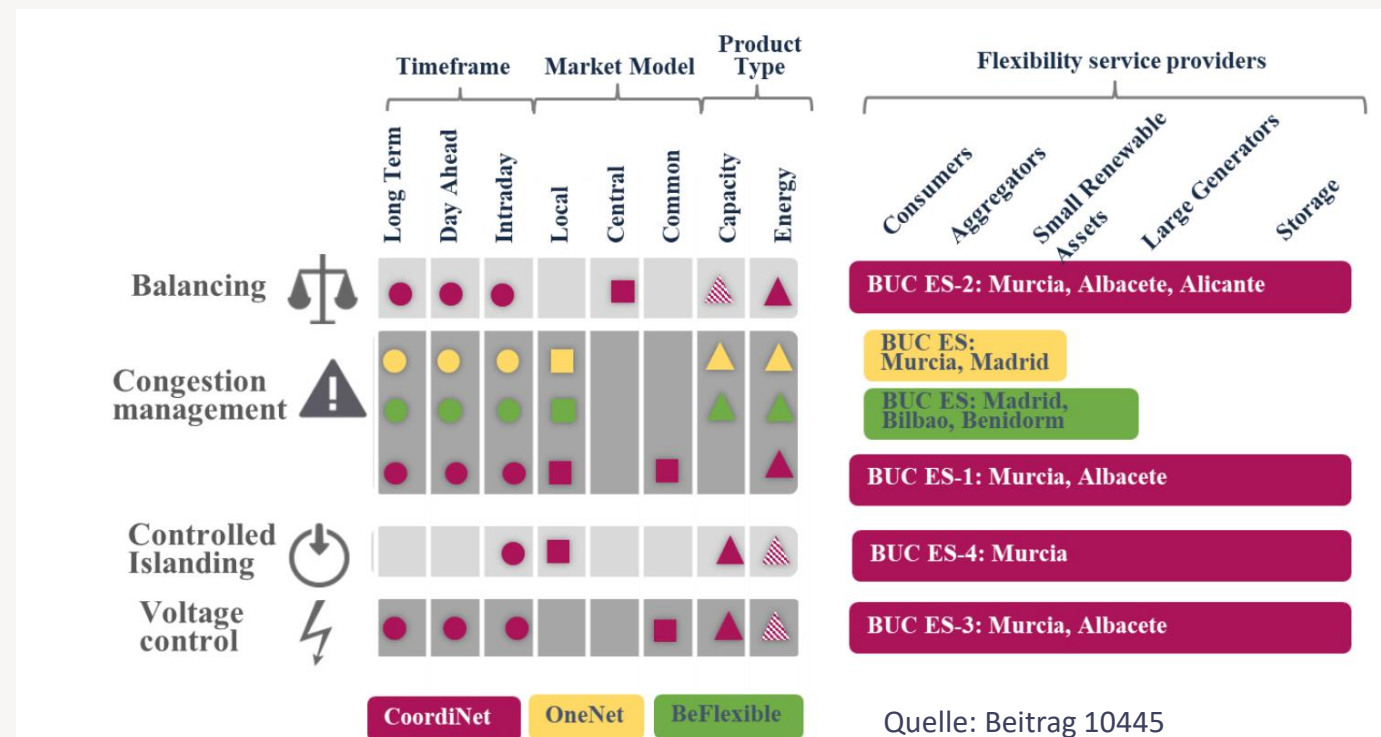 Timeframe
Market Model
Product
Type
Flexibility service providers
Long Term
Day Ahead
Intraday
Local
Central
Common
Capacity
Energy
Consumers
Aggregators
Small Renewable
Assets
Large Generators
Storage
Balancing
BUC ES-2: Murcia, Albacete, Alicante
Congestion
management
BUC ES:
Murcia, Madrid
BUC ES: Madrid,
Bilbao, Benidorm
BUC ES-1: Murcia, Albacete
Controlled
Islanding
BUC ES-4: Murcia
Voltage
control
BUC ES-3: Murcia, Albacete
CoordiNet
OneNet
BeFlexible
Quelle: Beitrag 10445